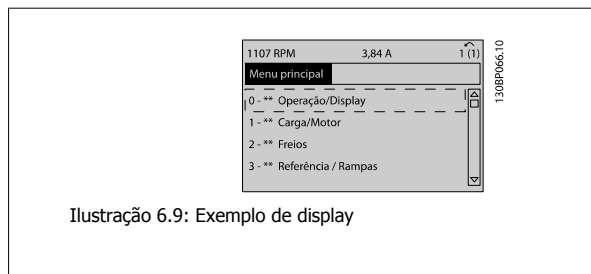 1107 RPM 3,84 A 1 (1)
Menu principal
0 - ** Operação/Display
1 - ** Carga/Motor
2 - ** Freios
3 - ** Referência / Rampas
130BP066.10
Ilustração 6.9: Exemplo de display